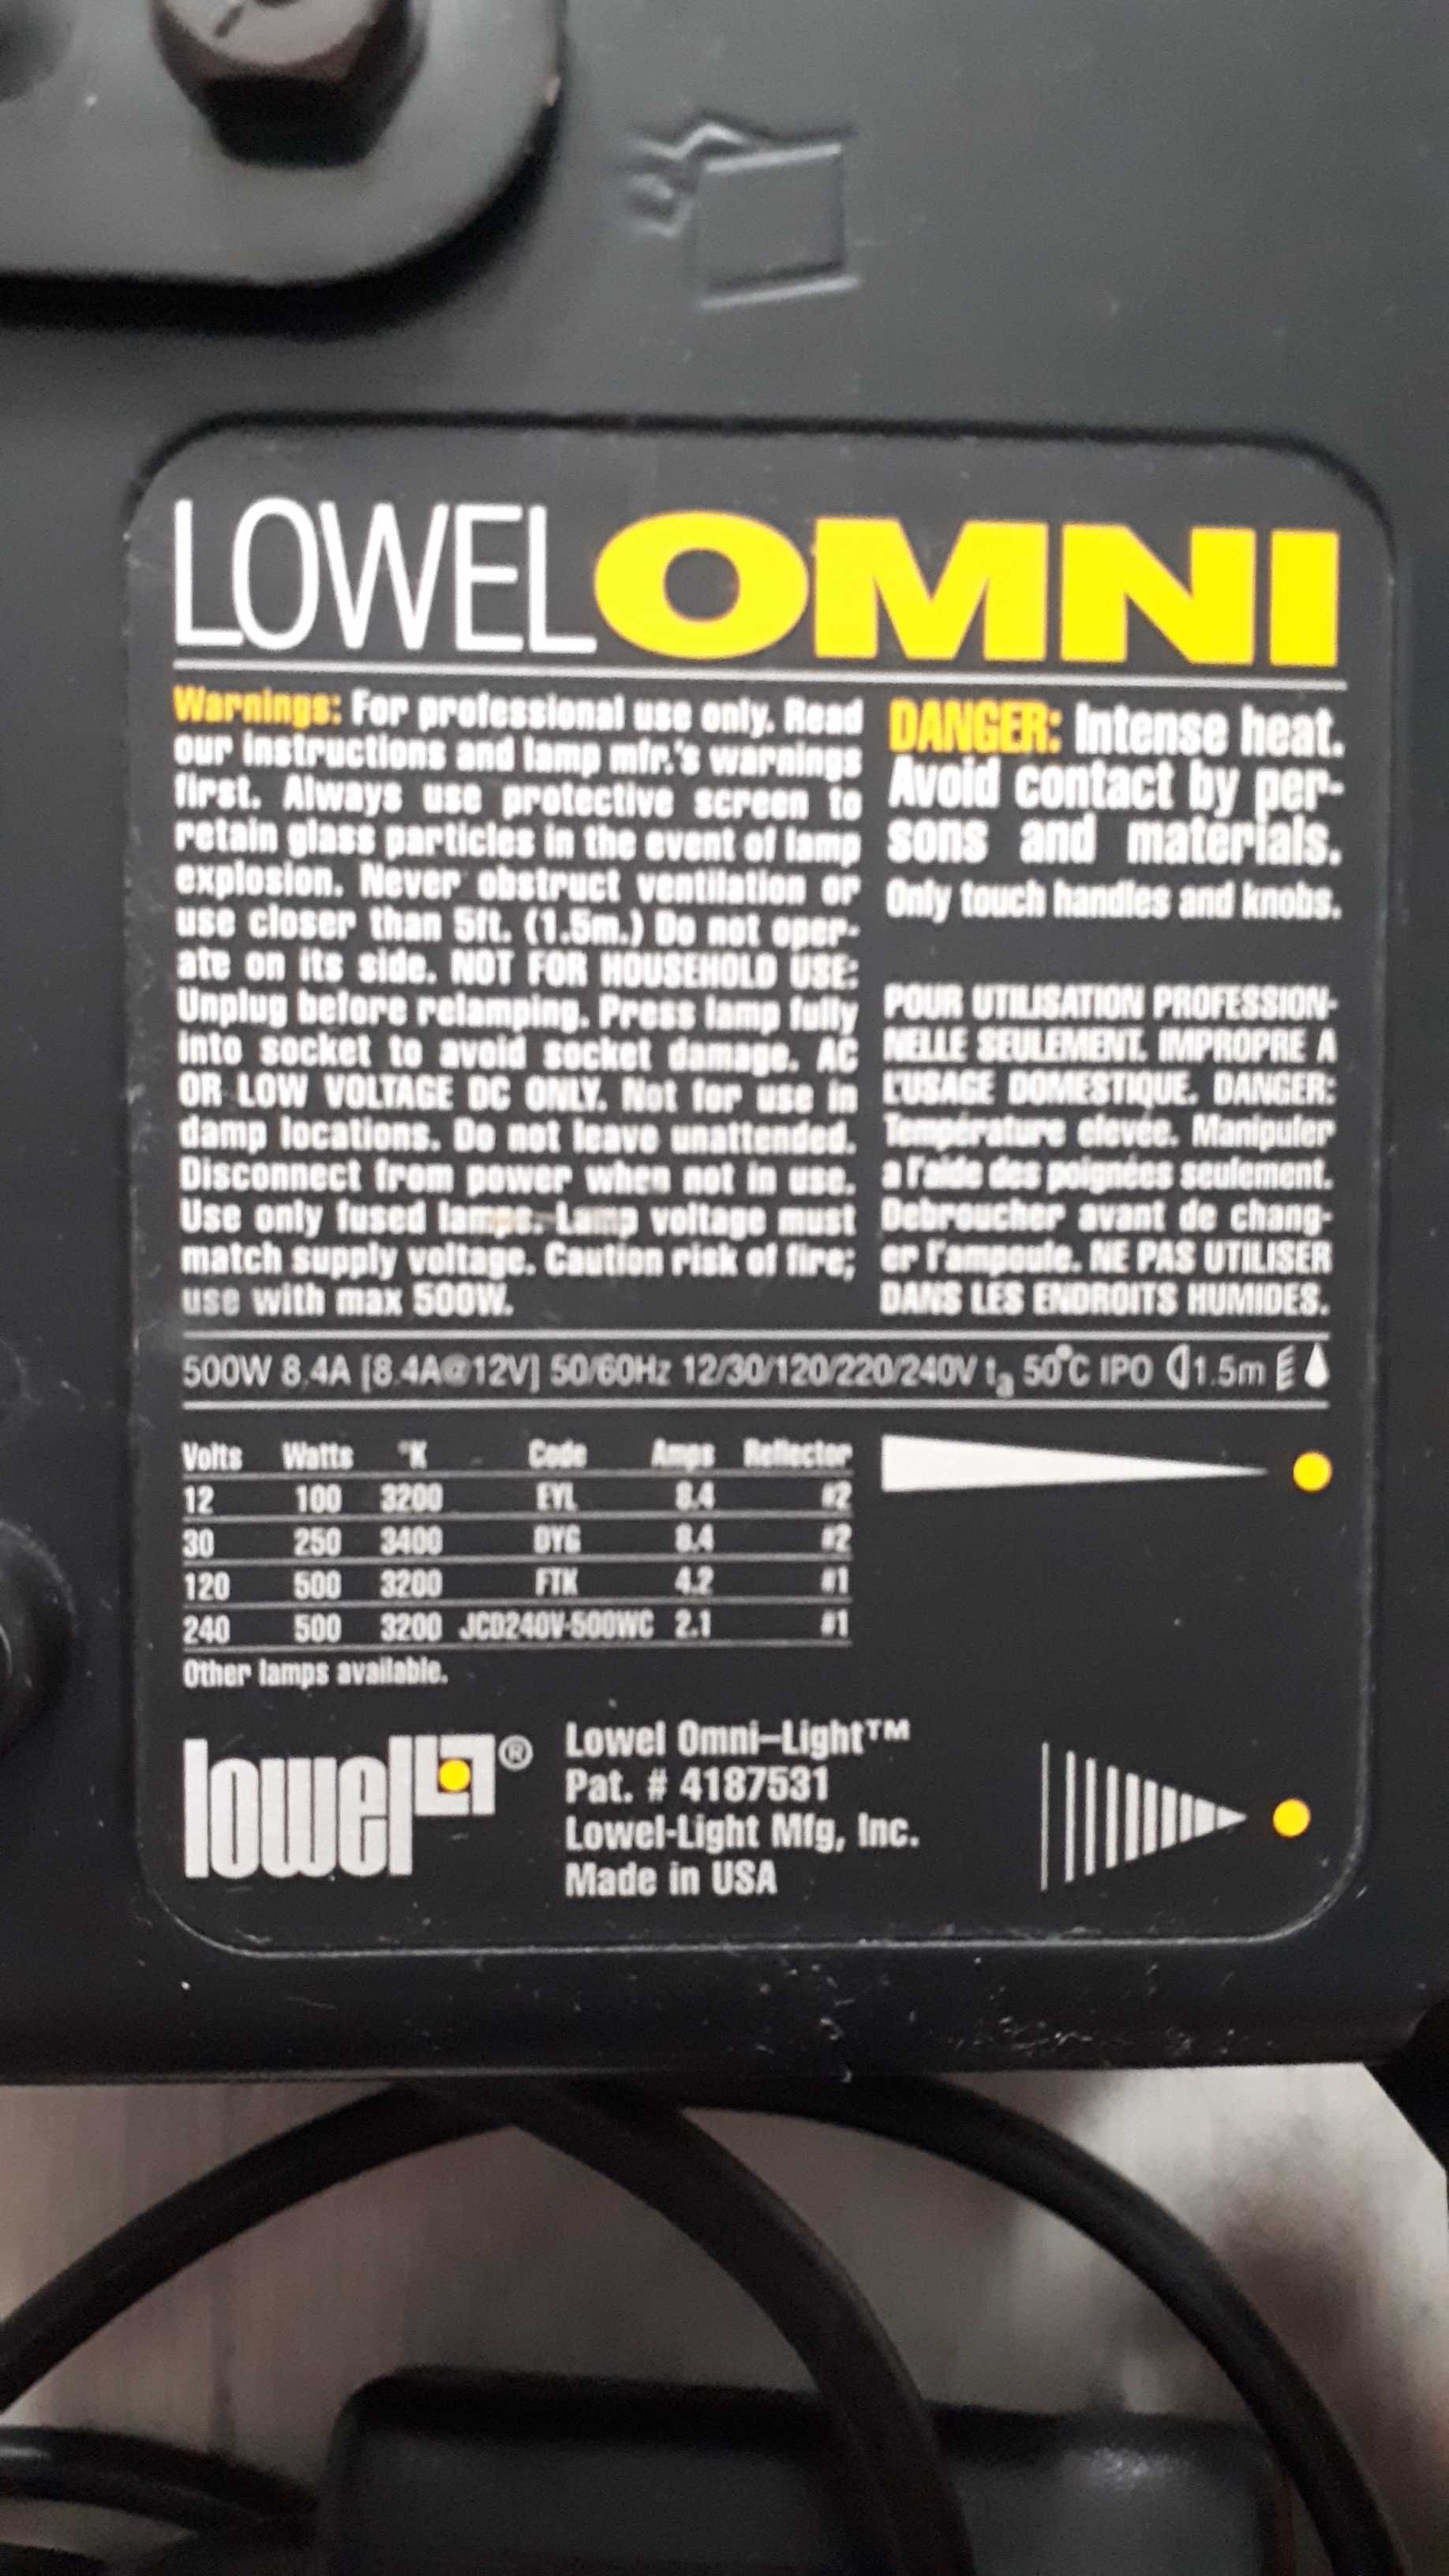 LOWEL OMNI
Warnings: For professional use only. Read
our instructions and lamp mfr.'s warnings
first. Always use protective screen to
retain glass particles in the event of lamp
explosion. Never obstruct ventilation or
use closer than 5ft. (1.5m.) Do not oper-
ate on its side. NOT FOR HOUSEHOLD USE:
Unplug before relamping. Press lamp fully
into socket to avoid socket damage. AC
OR LOW VOLTAGE DC ONLY. Not for use in
damp locations. Do not leave unattended.
Disconnect from power when not in use.
Use only fused lamps. Lamp voltage must
match supply voltage. Caution risk of fire;
use with max 500W.
DANGER: Intense heat.
Avoid contact by per-
sons and materials.
Only touch handles and knobs.
POUR UTILISATION PROFESSION-
NELLE SEULEMENT. IMPROPRE A
L'USAGE DOMESTIQUE. DANGER:
Température elevée. Manipuler
a l'aide des poignées seulement.
Debroucher avant de chang-
er l'ampoule. NE PAS UTILISER
DANS LES ENDROITS HUMIDES.
500W 8.4A [8.4A@12V] 50/60Hz 12/30/120/220/240V ta 50°C IPO 1.5m
Volts Watts °K Code Amps Reflector
12 100 3200 EYL 8.4 #2
30 250 3400 DYG 8.4 #2
120 500 3200 FTK 4.2 #1
240 500 3200 JCD240V-500WC 2.1 #1
Other lamps available.
lowel®
Lowel Omni–Light™
Pat. # 4187531
Lowel-Light Mfg, Inc.
Made in USA